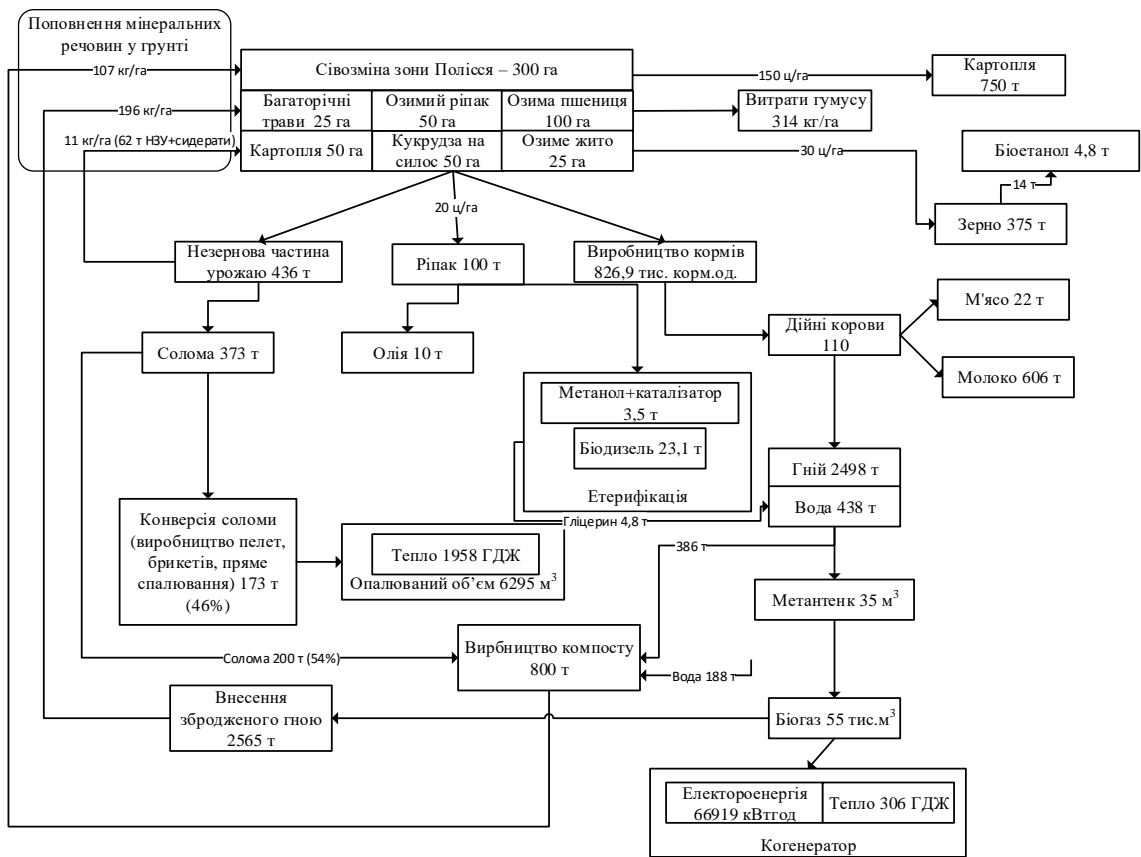 Поповнення мінеральних
речовин у грунті
107 кг/га
196 кг/га
11 кг/га (62 т НЗУ+сидерати)
Сівозміна зони Полісся – 300 га
Багаторічні
трави 25 га
Озимий ріпак
50 га
Озима пшениця
100 га
Картопля 50 га
Кукрудза на
силос 50 га
Озиме жито
25 га
150 ц/га
Картопля
750 т
Витрати гумусу
314 кг/га
30 ц/га
Біоетанол 4,8 т
14 т
Зерно 375 т
20 ц/га
Незернова частина
урожаю 436 т
Ріпак 100 т
Виробництво кормів
826,9 тис. корм.од.
М'ясо 22 т
Дійні корови
110
Молоко 606 т
Солома 373 т
Олія 10 т
Метанол+каталізатор
3,5 т
Біодизель 23,1 т
Етерифікація
Гній 2498 т
Вода 438 т
Гліцерин 4,8 т
Конверсія соломи
(виробництво пелет,
брикетів, пряме
спалювання) 173 т
(46%)
Тепло 1958 ГДЖ
Опалюваний об’єм 6295 м³
386 т
Метантенк 35 м³
Солома 200 т (54%)
Вирбництво компосту
800 т
Вода 188 т
Внесення
збродженого гною
2565 т
Біогаз 55 тис.м³
Електороенергія
66919 кВтгод
Тепло 306 ГДЖ
Когенератор